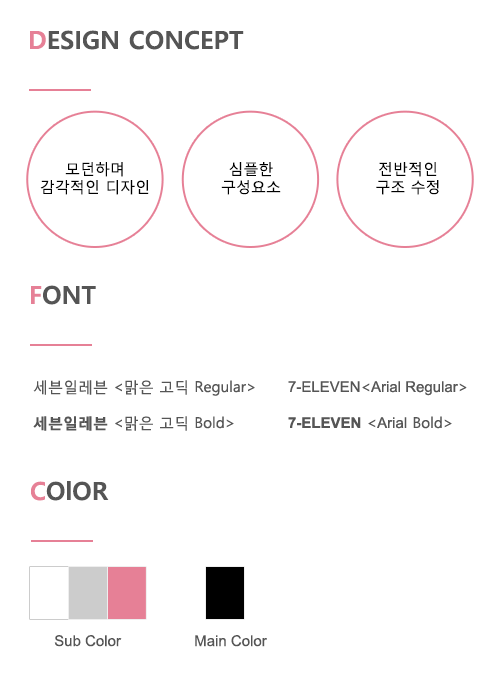 DESIGN CONCEPT
모던하며
감각적인 디자인
심플한
구성요소
전반적인
구조 수정
FONT
세븐일레븐 <맑은 고딕 Regular>
7-ELEVEN<Arial Regular>
세븐일레븐 <맑은 고딕 Bold>
7-ELEVEN <Arial Bold>
COlOR
Sub Color
Main Color